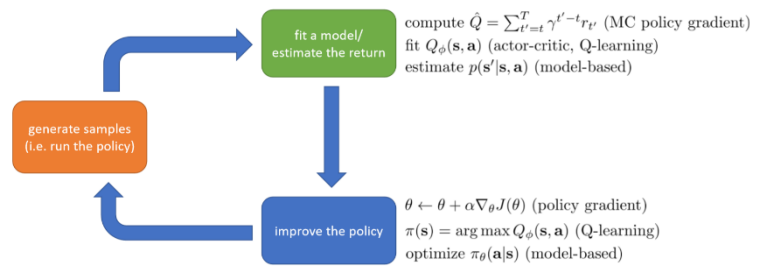 fit a model/
estimate the return
compute Q̂ = ∑_{t'=t}^{T} γ^{t'−t} r_{t'} (MC policy gradient)
fit Q_ϕ(s, a) (actor-critic, Q-learning)
estimate p(s'|s, a) (model-based)
generate samples
(i.e. run the policy)
improve the policy
θ ← θ + α∇_θ J(θ) (policy gradient)
π(s) = arg max Q_ϕ(s, a) (Q-learning)
optimize π_θ(a|s) (model-based)